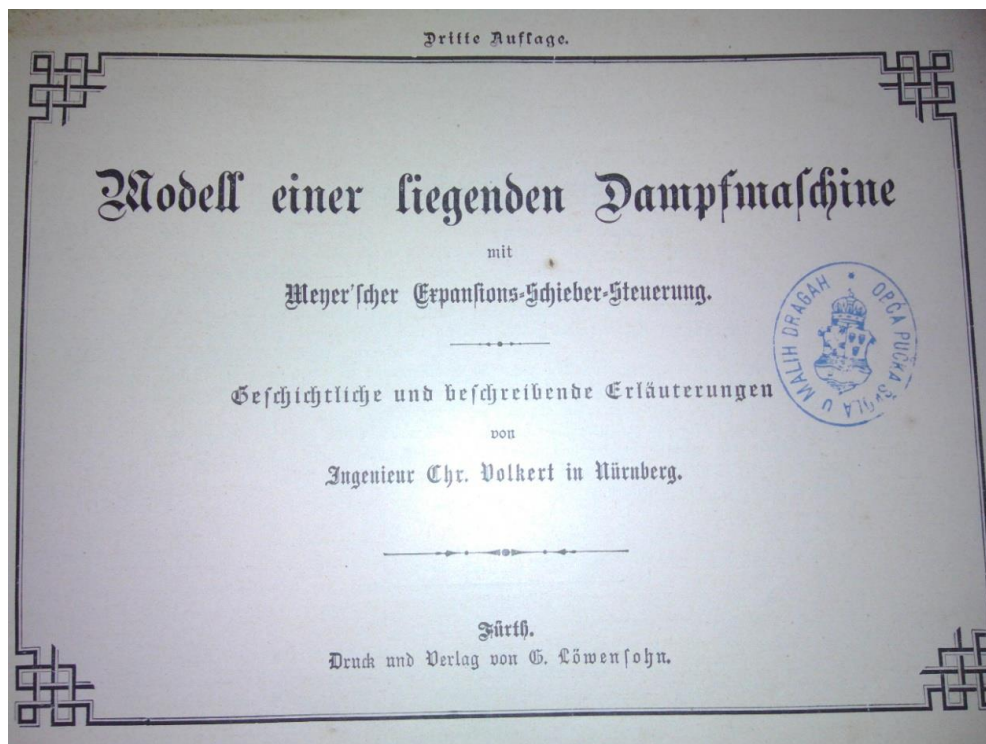 Dritte Auflage.
Modell einer liegenden Dampfmaschine
mit
Meyer'scher Expansions-Schieber-Steuerung.
Geschichtliche und beschreibende Erläuterungen
von
Ingenieur Chr. Volkert in Nürnberg.
Fürth.
Druck und Verlag von G. Löwensohn.
OPĆA PUČKA ŠKOLA U MALIH DRAGAH